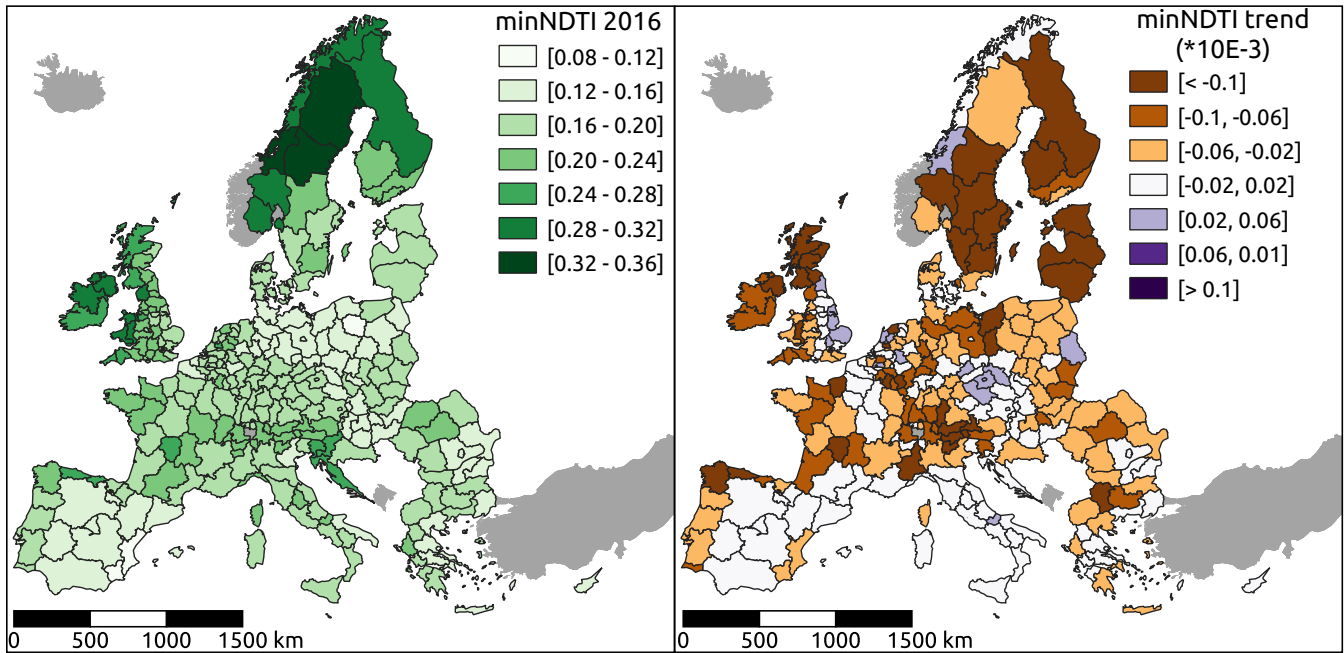 minNDTI 2016
[0.08 - 0.12]
[0.12 - 0.16]
[0.16 - 0.20]
[0.20 - 0.24]
[0.24 - 0.28]
[0.28 - 0.32]
[0.32 - 0.36]
0 500 1000 1500 km
minNDTI trend
(*10E-3)
[< -0.1]
[-0.1, -0.06]
[-0.06, -0.02]
[-0.02, 0.02]
[0.02, 0.06]
[0.06, 0.01]
[> 0.1]
0 500 1000 1500 km